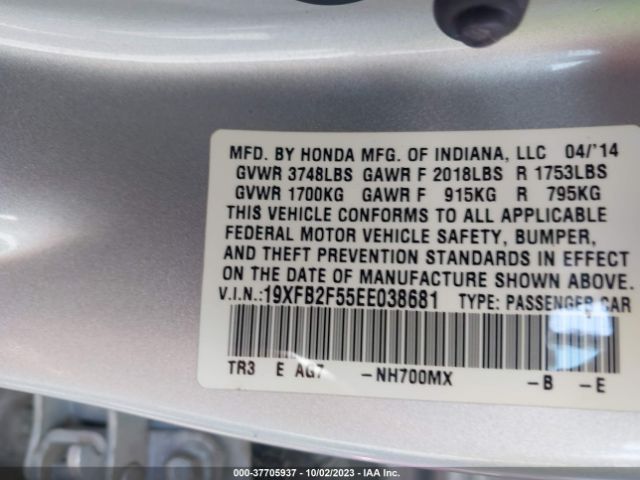 MFD. BY HONDA MFG. OF INDIANA, LLC 04/'14
GVWR 3748LBS GAWR F 2018LBS R 1753LBS
GVWR 1700KG GAWR F 915KG R 795KG
THIS VEHICLE CONFORMS TO ALL APPLICABLE
FEDERAL MOTOR VEHICLE SAFETY, BUMPER,
AND THEFT PREVENTION STANDARDS IN EFFECT
ON THE DATE OF MANUFACTURE SHOWN ABOVE.
V.I.N.:19XFB2F55EE038681 TYPE: PASSENGER CAR
TR3 E AG7 -NH700MX -B -E
000-37705937 - 10/02/2023 - IAA Inc.